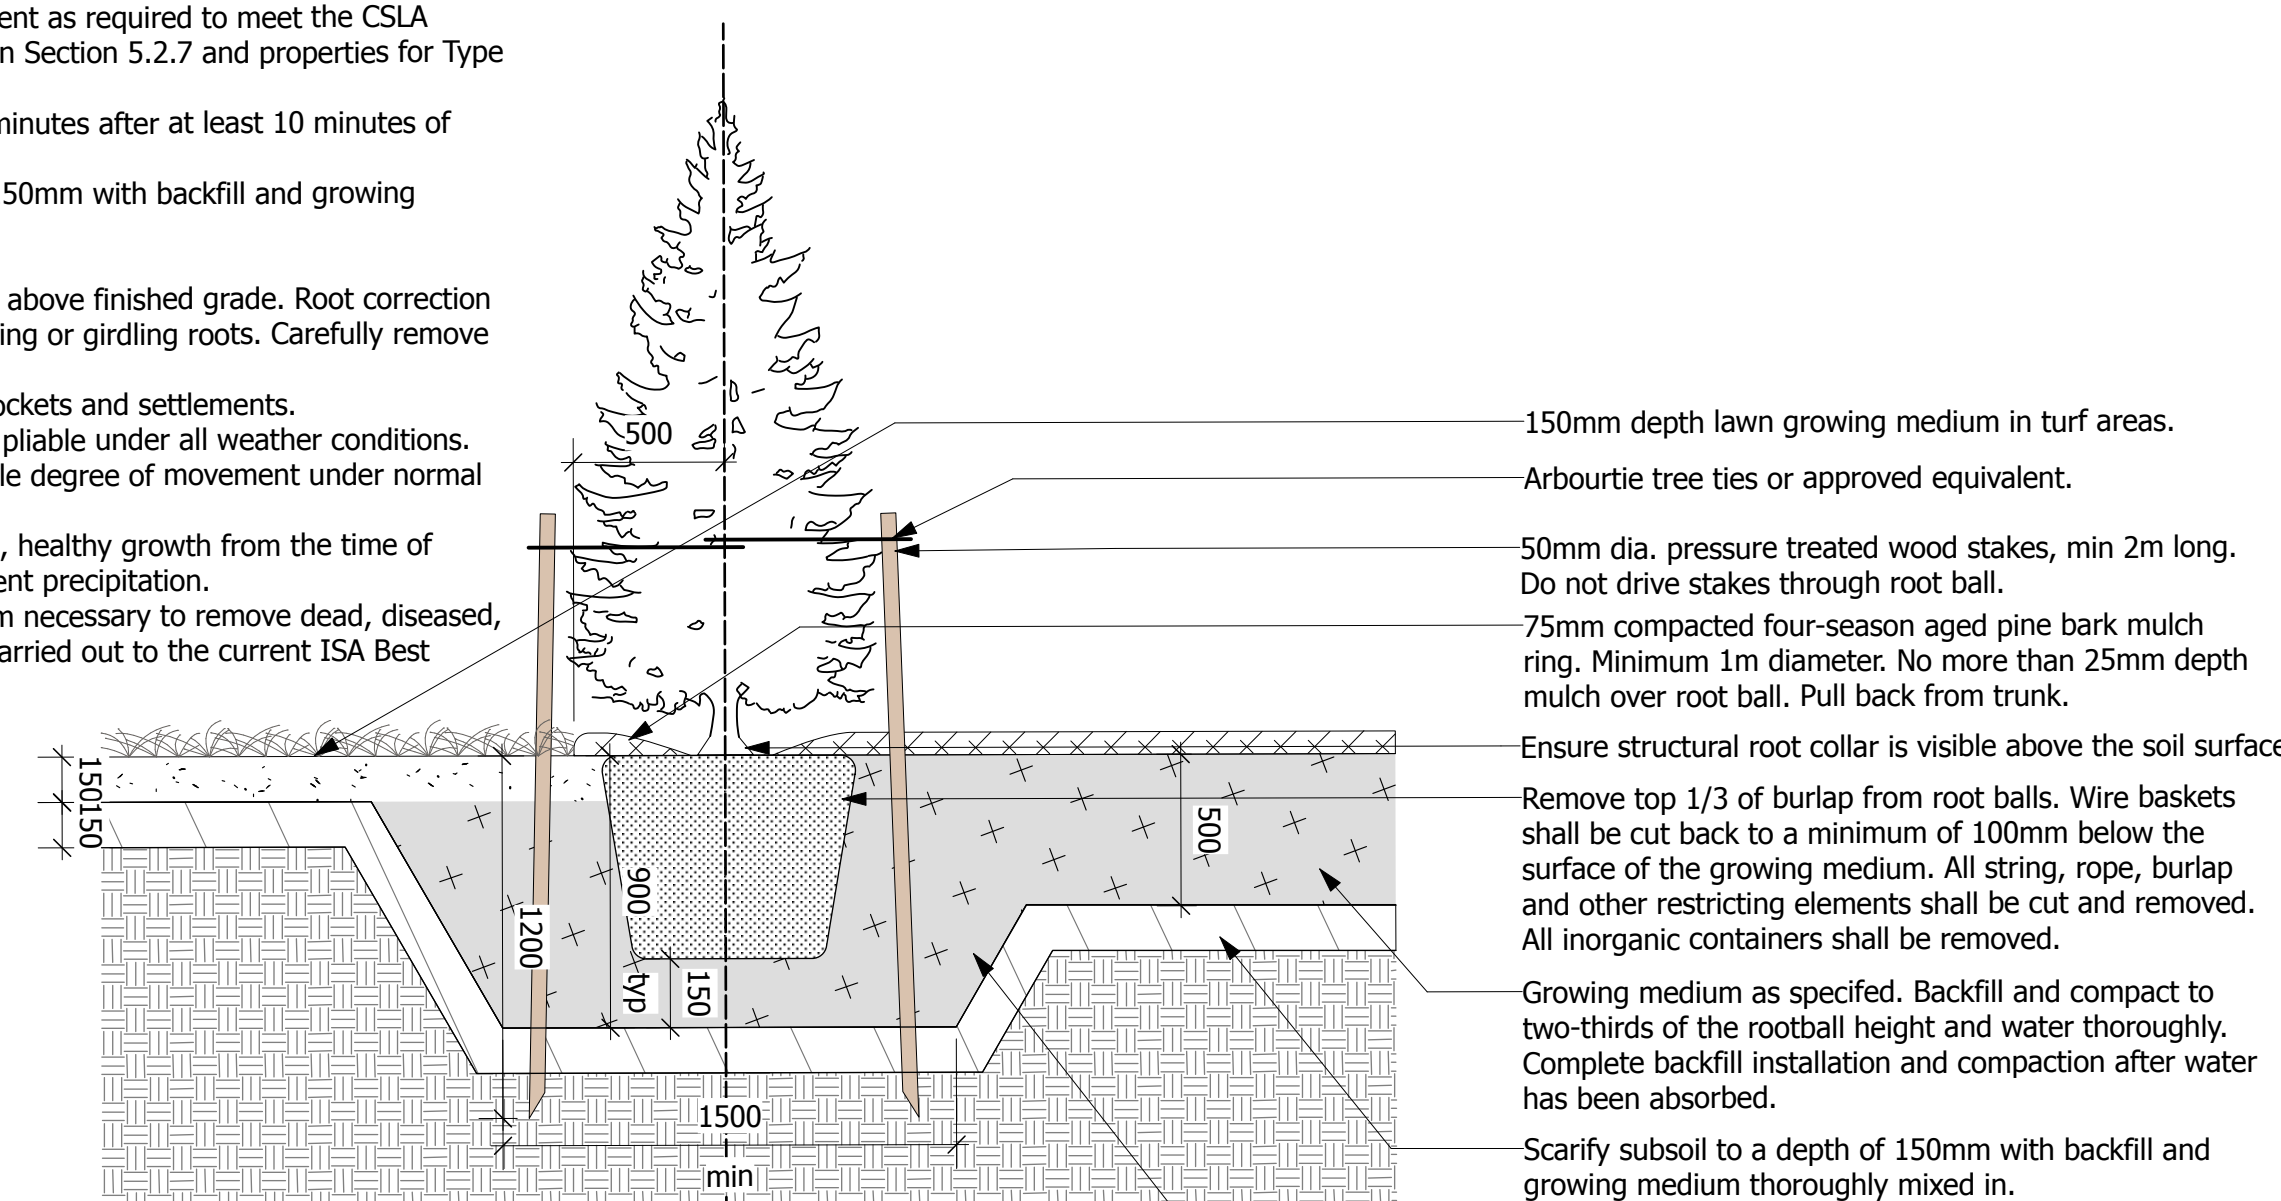 ent as required to meet the CSLA
n Section 5.2.7 and properties for Type
minutes after at least 10 minutes of
50mm with backfill and growing
above finished grade. Root correction
ing or girdling roots. Carefully remove
ockets and settlements.
pliable under all weather conditions.
le degree of movement under normal
, healthy growth from the time of
ent precipitation.
m necessary to remove dead, diseased,
arried out to the current ISA Best
500
150mm depth lawn growing medium in turf areas.
Arbourtie tree ties or approved equivalent.
50mm dia. pressure treated wood stakes, min 2m long.
Do not drive stakes through root ball.
75mm compacted four-season aged pine bark mulch
ring. Minimum 1m diameter. No more than 25mm depth
mulch over root ball. Pull back from trunk.
Ensure structural root collar is visible above the soil surface
Remove top 1/3 of burlap from root balls. Wire baskets
shall be cut back to a minimum of 100mm below the
surface of the growing medium. All string, rope, burlap
and other restricting elements shall be cut and removed.
All inorganic containers shall be removed.
Growing medium as specifed. Backfill and compact to
two-thirds of the rootball height and water thoroughly.
Complete backfill installation and compaction after water
has been absorbed.
Scarify subsoil to a depth of 150mm with backfill and
growing medium thoroughly mixed in.
150
150
1200
900
typ
150
500
1500
min